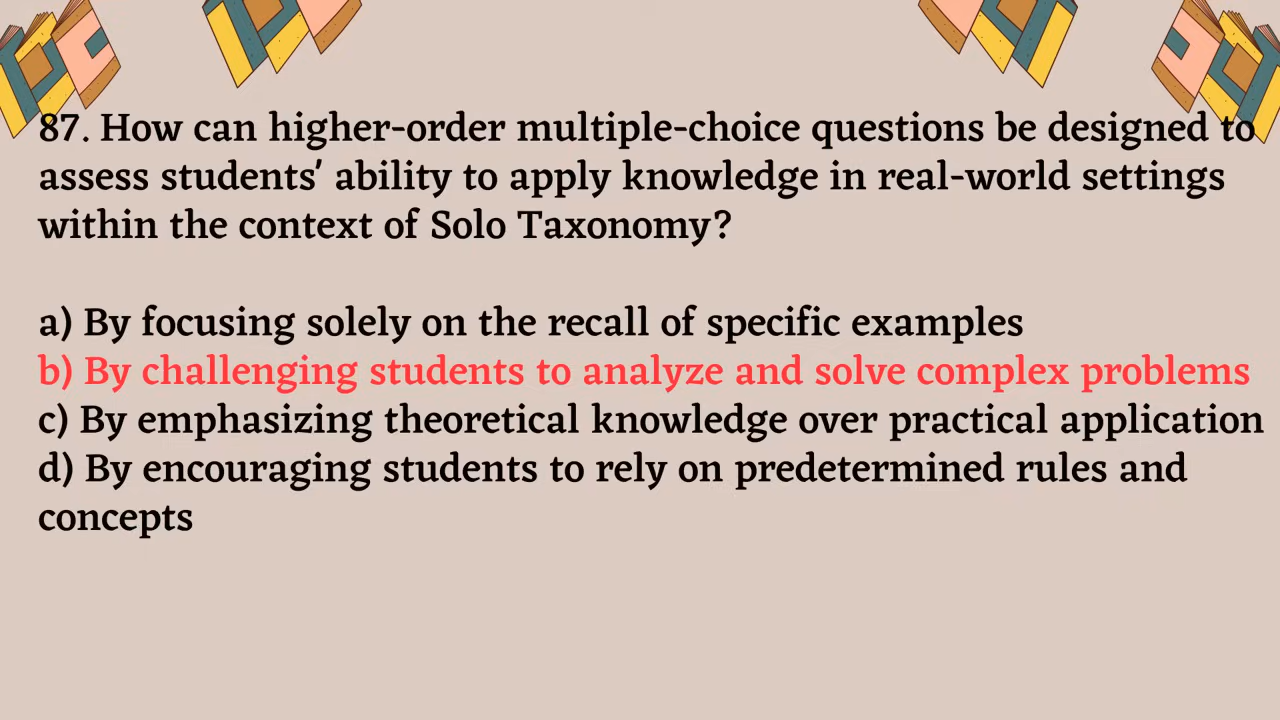 87. How can higher-order multiple-choice questions be designed to
assess students' ability to apply knowledge in real-world settings
within the context of Solo Taxonomy?
a) By focusing solely on the recall of specific examples
b) By challenging students to analyze and solve complex problems
c) By emphasizing theoretical knowledge over practical application
d) By encouraging students to rely on predetermined rules and
concepts